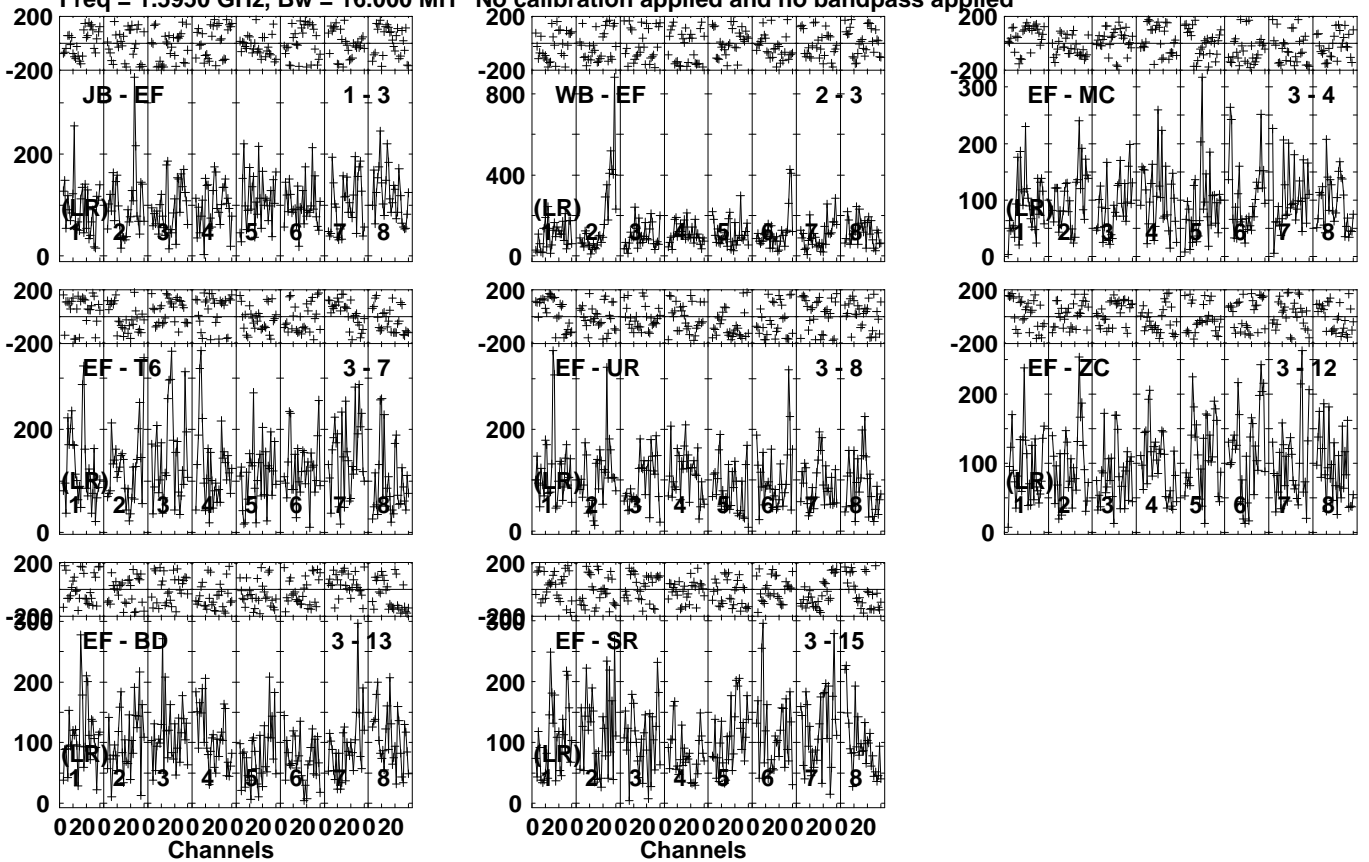 Freq = 1.5950 GHz, Bw = 16.000 MH No calibration applied and no bandpass applied
200
-200
JB - EF 1 - 3
200
(LR)
1 2 3 4 5 6 7 8
0
200
-200
800
WB - EF 2 - 3
400
200
(LR)
1 2 3 4 5 6 7 8
0
200
-200
300
EF - MC 3 - 4
200
100
(LR)
1 2 3 4 5 6 7 8
0
200
-200
EF - T6 3 - 7
200
(LR)
1 2 3 4 5 6 7 8
0
200
-200
EF - UR 3 - 8
200
(LR)
1 2 3 4 5 6 7 8
0
200
-200
EF - ZC 3 - 12
200
100
(LR)
1 2 3 4 5 6 7 8
0
200
-200
300
EF - BD 3 - 13
200
100
(LR)
1 2 3 4 5 6 7 8
0
0 20 0 20 0 20 0 20 0 20 0 20 0 20 0 20
Channels
200
-200
300
EF - SR 3 - 15
200
100
(LR)
1 2 3 4 5 6 7 8
0
0 20 0 20 0 20 0 20 0 20 0 20 0 20 0 20
Channels